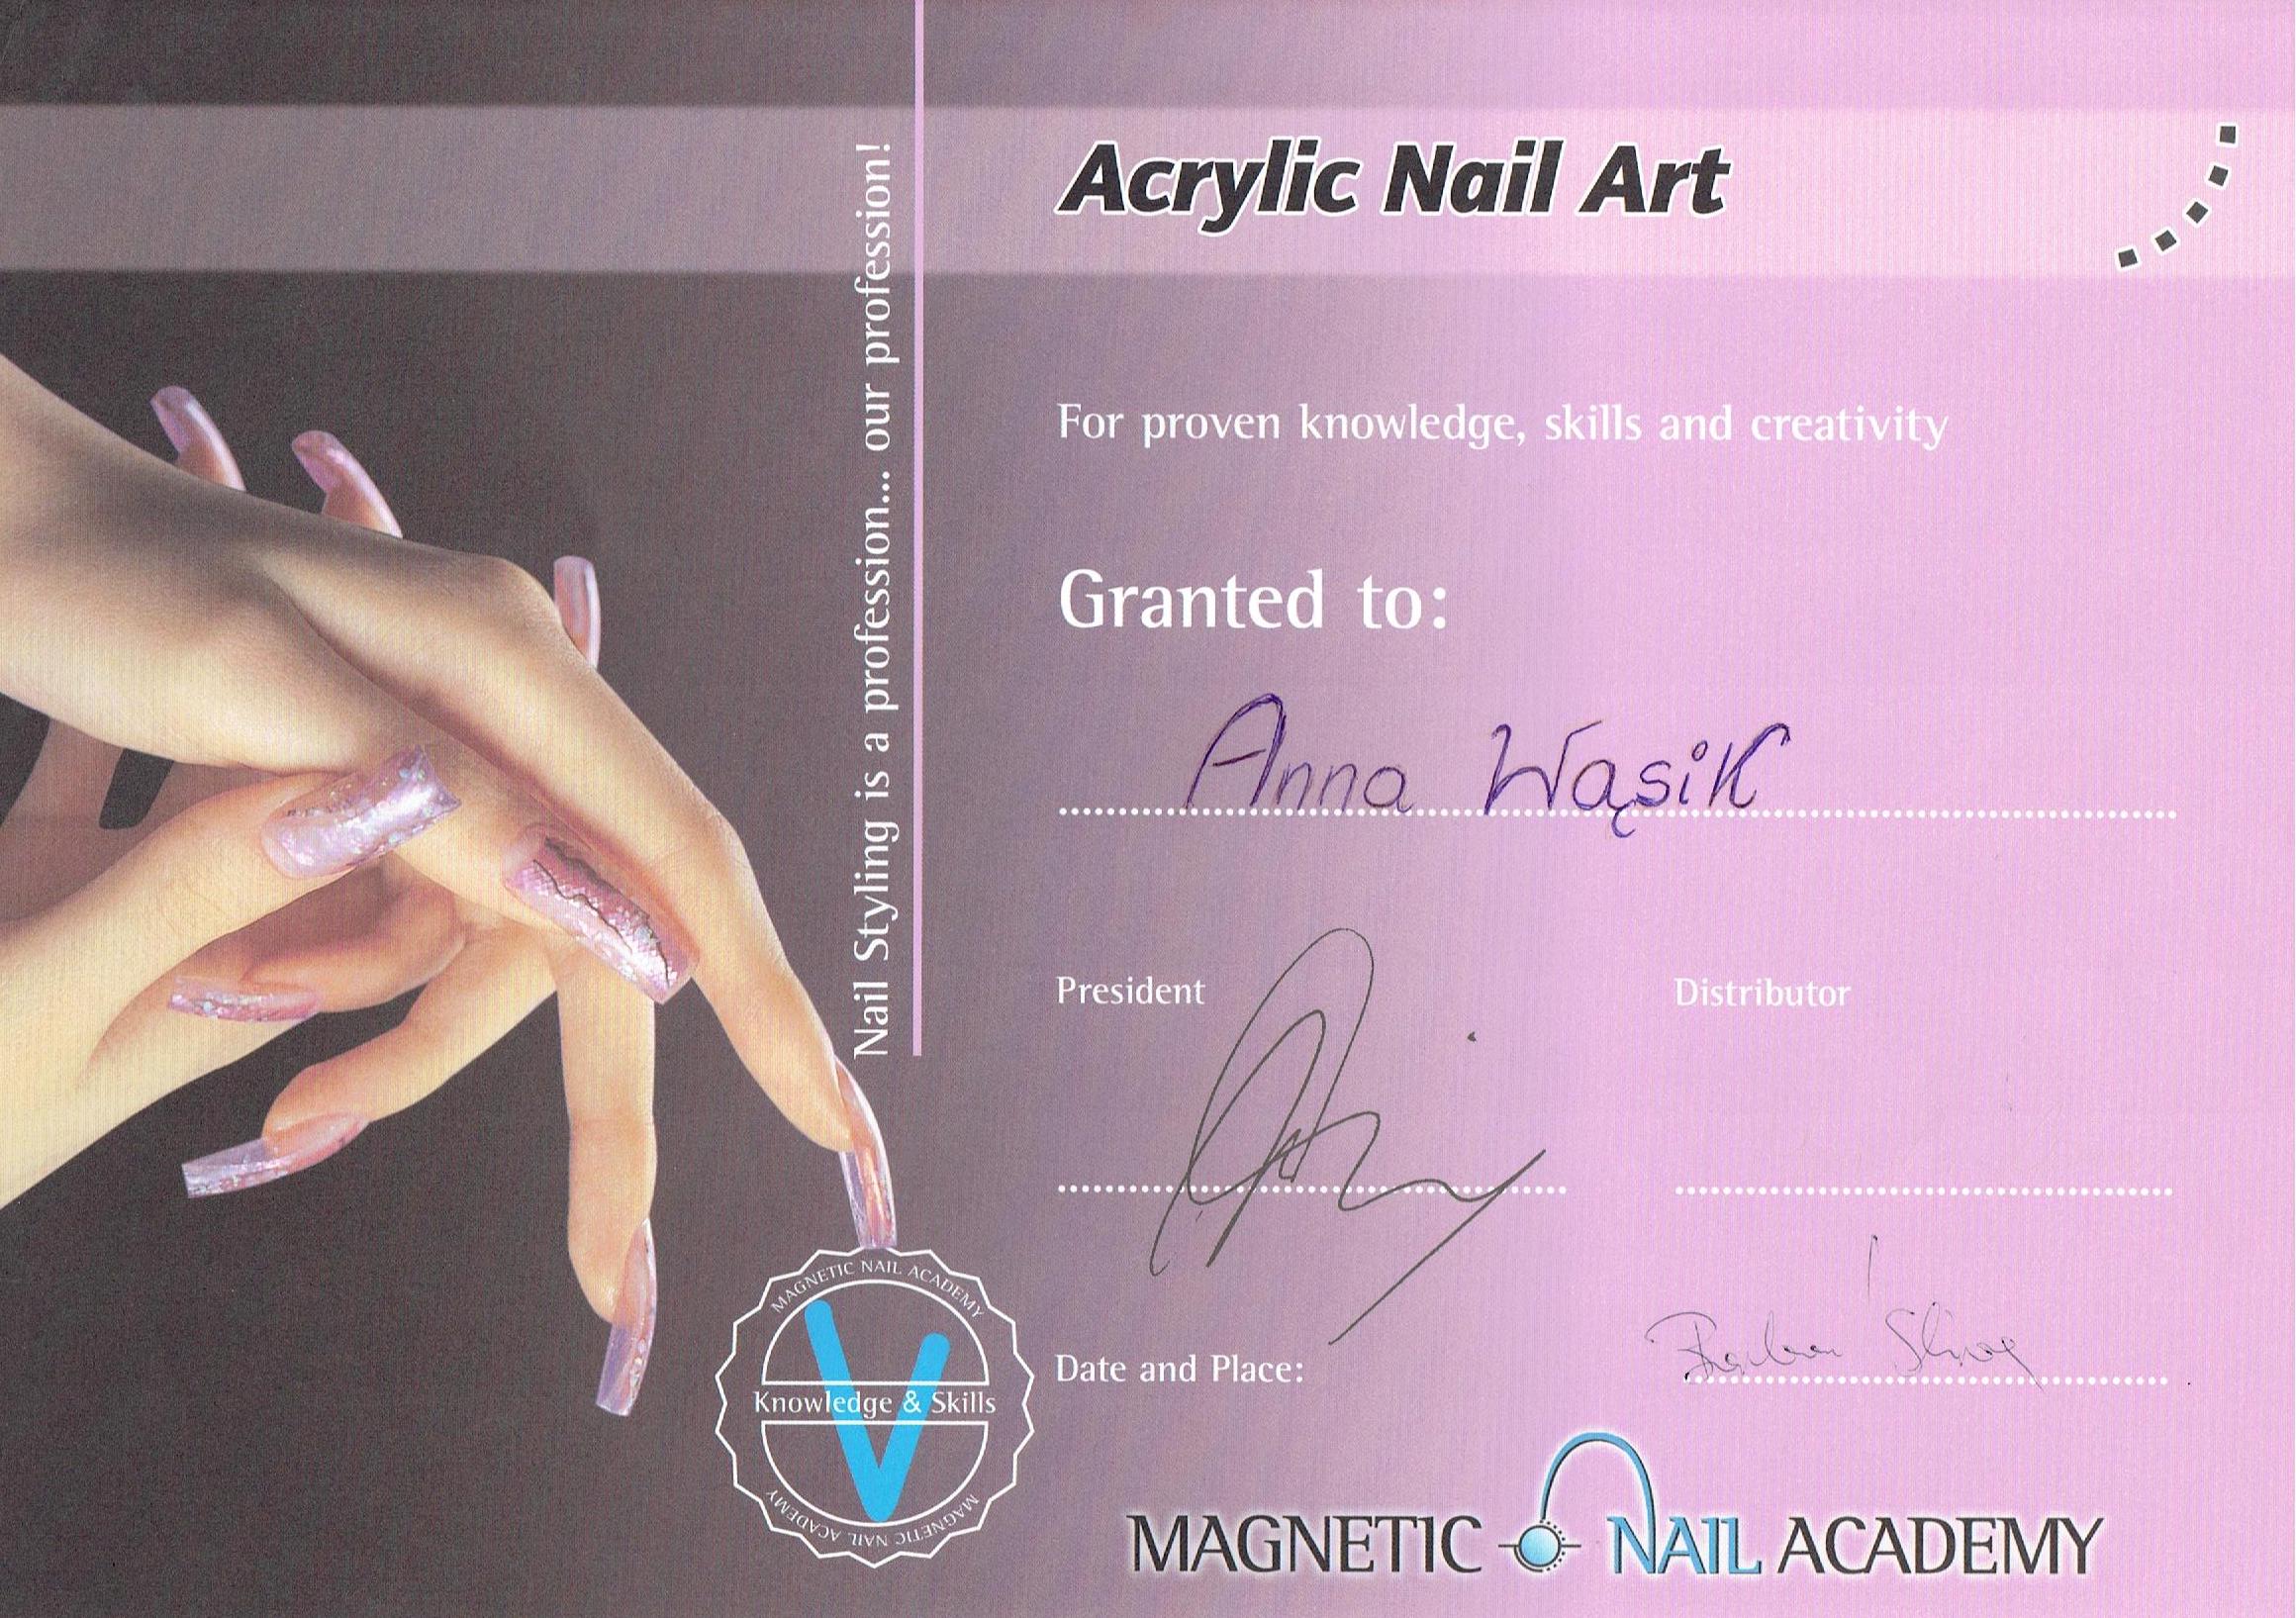 Acrylic Nail Art
For proven knowledge, skills and creativity
Granted to:
Anna Wąsik
President
Distributor
Date and Place:
Nail Styling is a profession... our profession!
MAGNETIC NAIL ACADEMY
Knowledge & Skills
MAGNETIC NAIL ACADEMY
MAGNETIC NAIL ACADEMY